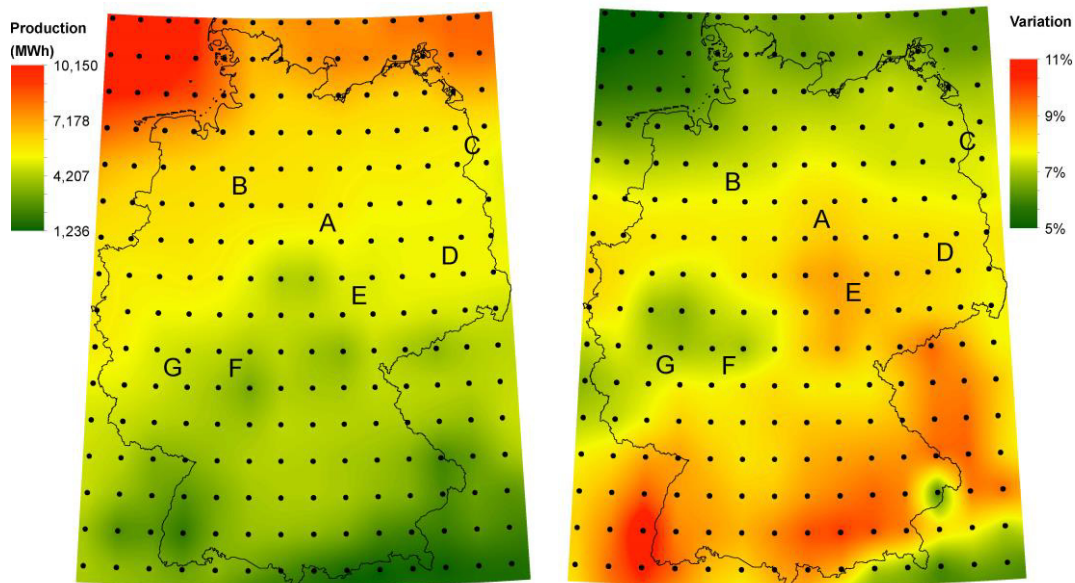 Production
(MWh)
10,150
7,178
4,207
1,236
B
C
A
D
E
G
F
Variation
11%
9%
7%
5%
B
C
A
D
E
G
F